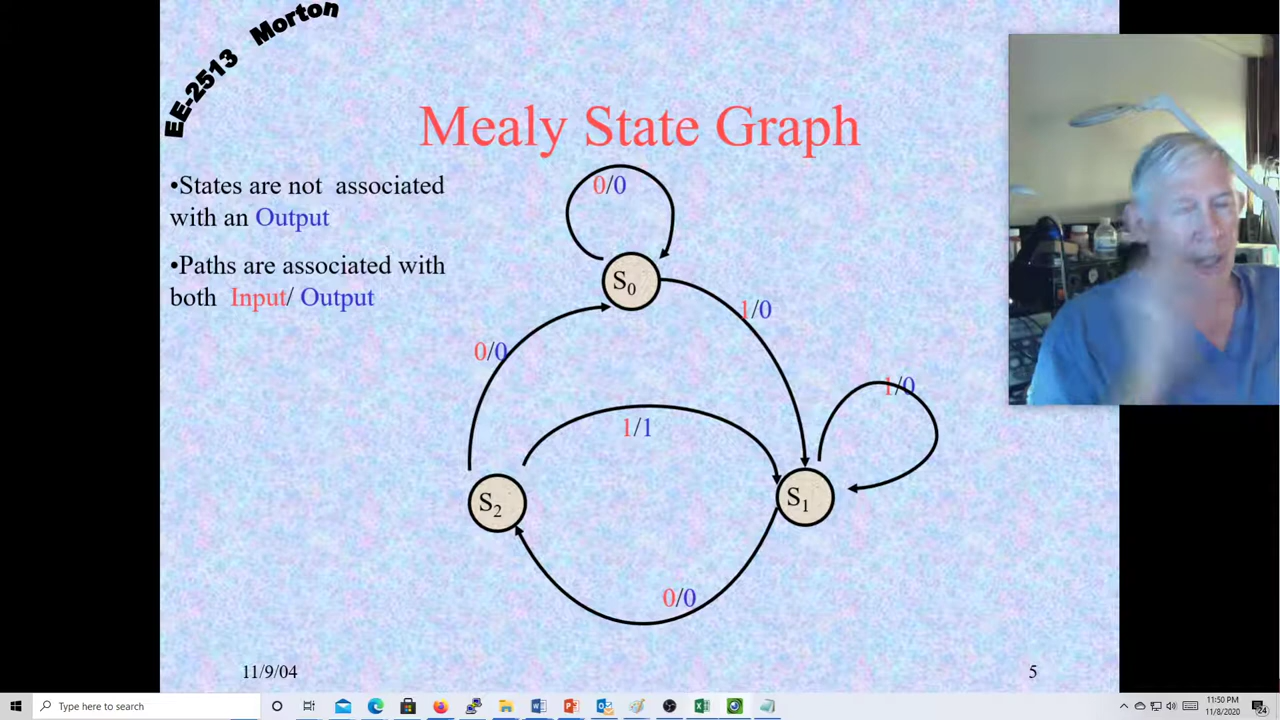 EE-2513 Morton
Mealy State Graph
•States are not associated
with an Output
•Paths are associated with
both Input/ Output
0/0
S0
1/0
0/0
1/0
1/1
S2
S1
0/0
11/9/04
5
Type here to search
11:50 PM
11/8/2020
24